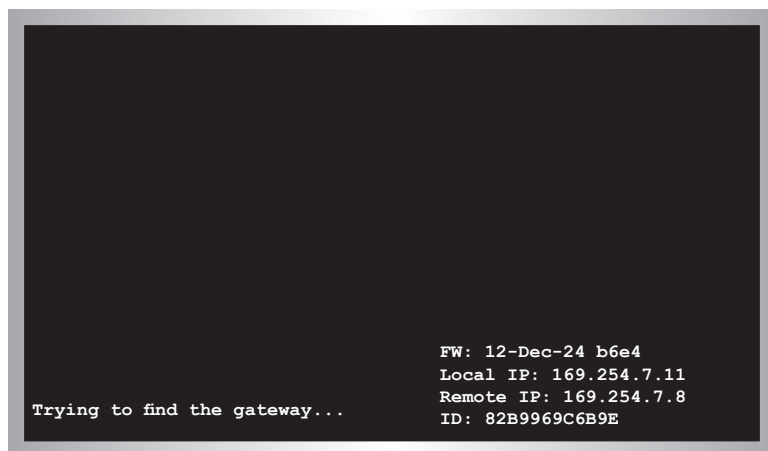 FW: 12-Dec-24 b6e4
Local IP: 169.254.7.11
Remote IP: 169.254.7.8
ID: 82B9969C6B9E
Trying to find the gateway...